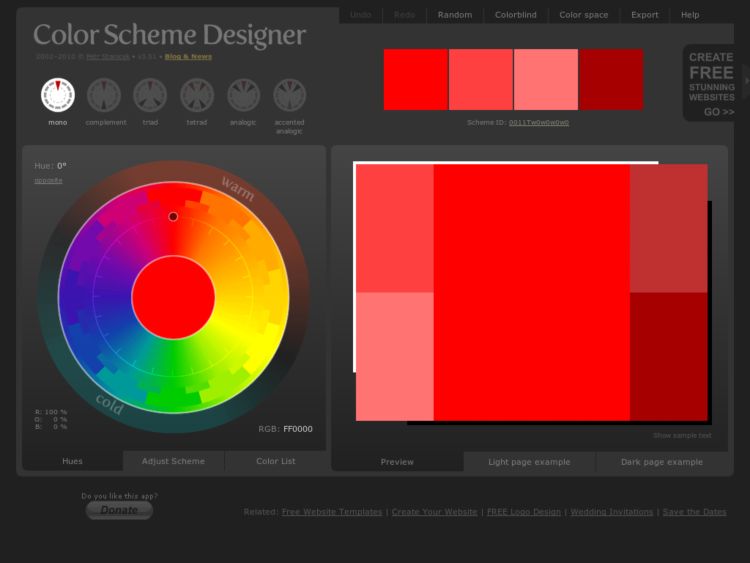 Undo Redo Random Colorblind Color space Export Help
Color Scheme Designer
2002–2010 © Petr Stanicek • v3.51 • Blog & News
CREATE
FREE
STUNNING
WEBSITES
GO >>
mono complement triad tetrad analogic accented
analogic
Scheme ID: 0011Tw0w0w0w0
Hue: 0°
opposite
warm
cold
R: 100 %
G: 0 %
B: 0 %
RGB: FF0000
Show sample text
Hues Adjust Scheme Color List
Preview Light page example Dark page example
Do you like this app?
Donate
Related: Free Website Templates | Create Your Website | FREE Logo Design | Wedding Invitations | Save the Dates